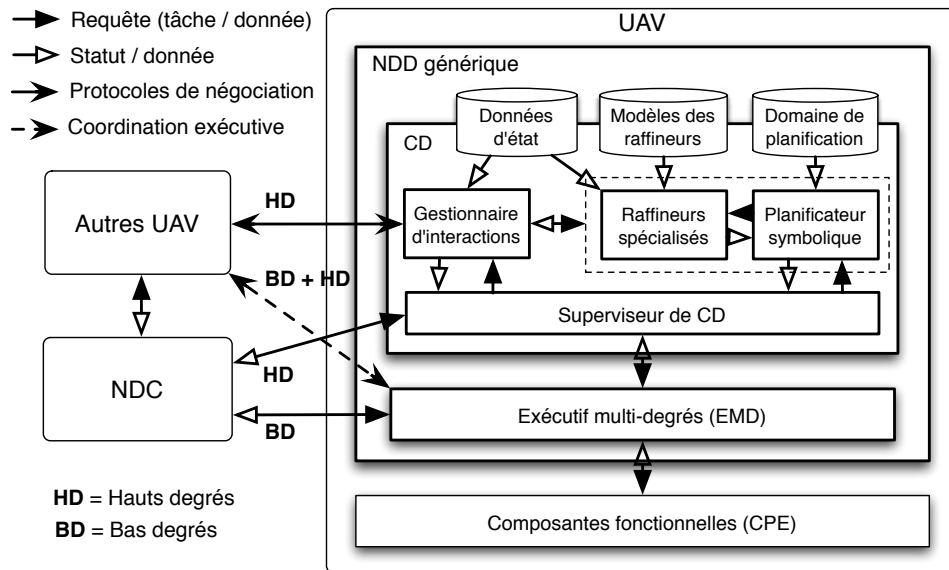 Requête (tâche / donnée)
Statut / donnée
Protocoles de négociation
Coordination exécutive
UAV
NDD générique
CD
Données
d'état
Modèles des
raffineurs
Domaine de
planification
Autres UAV
HD
Gestionnaire
d'interactions
Raffineurs
spécialisés
Planificateur
symbolique
BD + HD
Superviseur de CD
NDC
HD
BD
Exécutif multi-degrés (EMD)
HD = Hauts degrés
BD = Bas degrés
Composantes fonctionnelles (CPE)